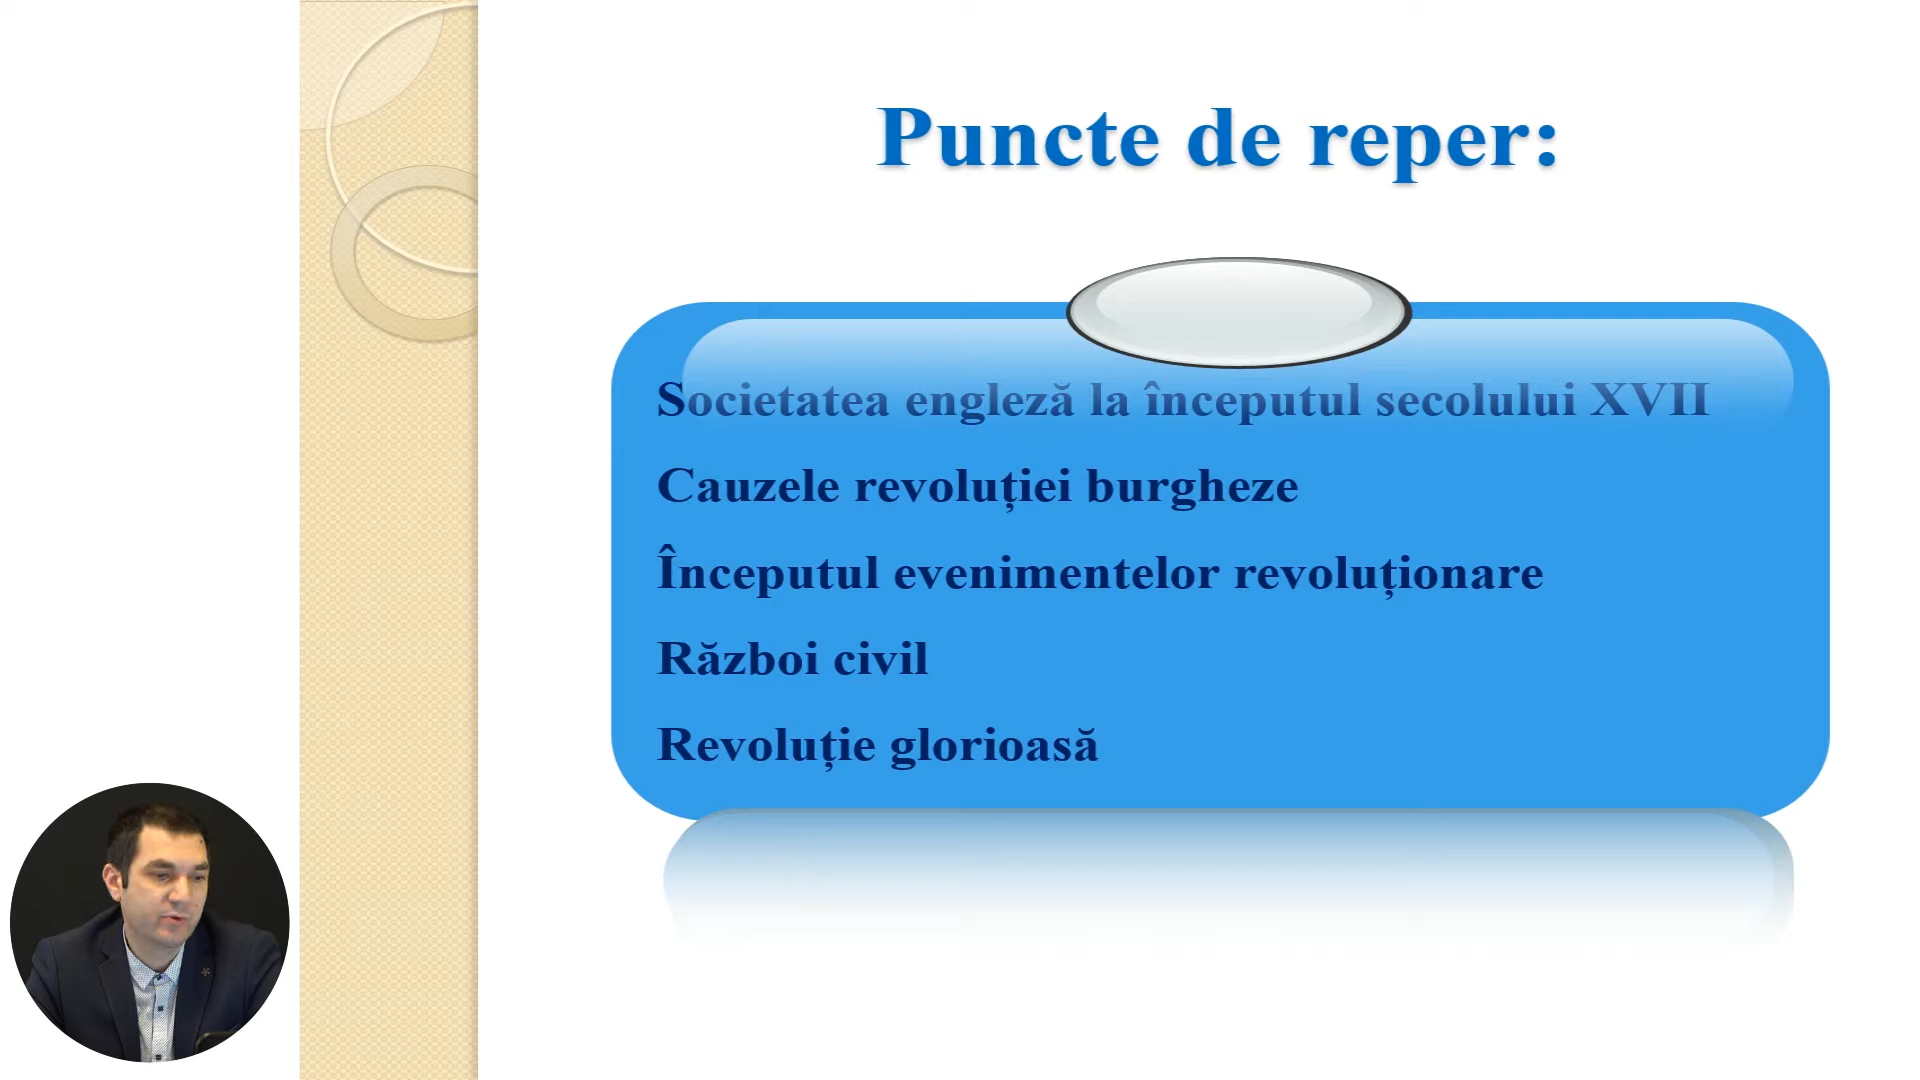 Puncte de reper:
Societatea engleză la începutul secolului XVII
Cauzele revoluției burgheze
Începutul evenimentelor revoluționare
Război civil
Revoluție glorioasă